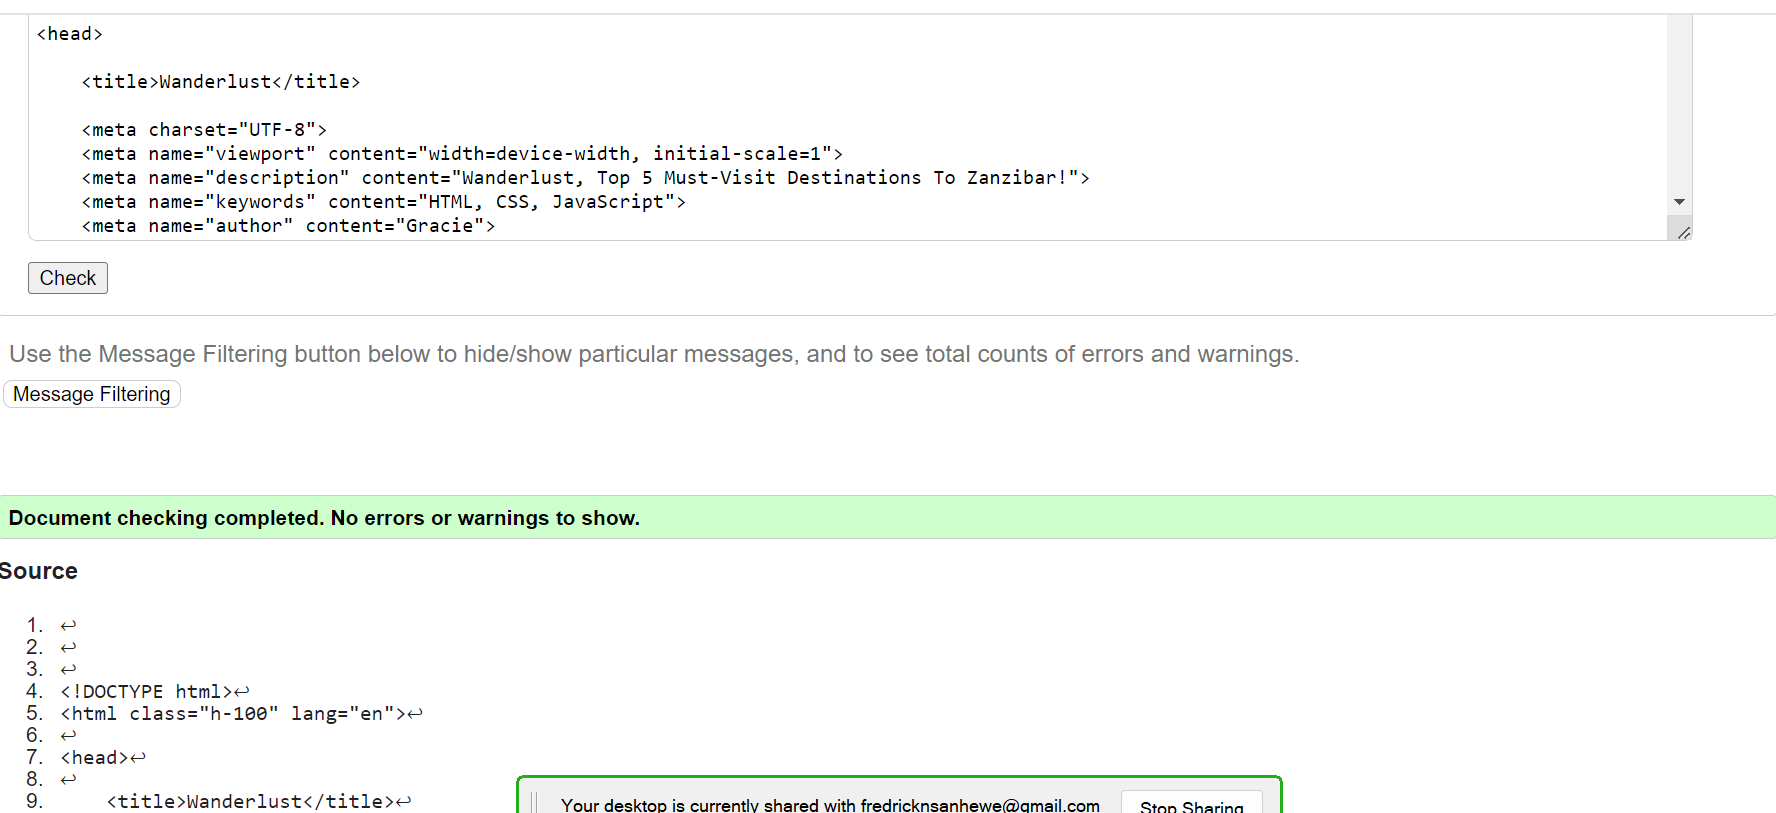 <head>
<title>Wanderlust</title>
<meta charset="UTF-8">
<meta name="viewport" content="width=device-width, initial-scale=1">
<meta name="description" content="Wanderlust, Top 5 Must-Visit Destinations To Zanzibar!">
<meta name="keywords" content="HTML, CSS, JavaScript">
<meta name="author" content="Gracie">
Check
Use the Message Filtering button below to hide/show particular messages, and to see total counts of errors and warnings.
Message Filtering
Document checking completed. No errors or warnings to show.
Source
1. ↩
2. ↩
3. ↩
4. <!DOCTYPE html>↩
5. <html class="h-100" lang="en">↩
6. ↩
7. <head>↩
8. ↩
9. <title>Wanderlust</title>↩
Your desktop is currently shared with fredricknsanhewe@gmail.com
Stop Sharing